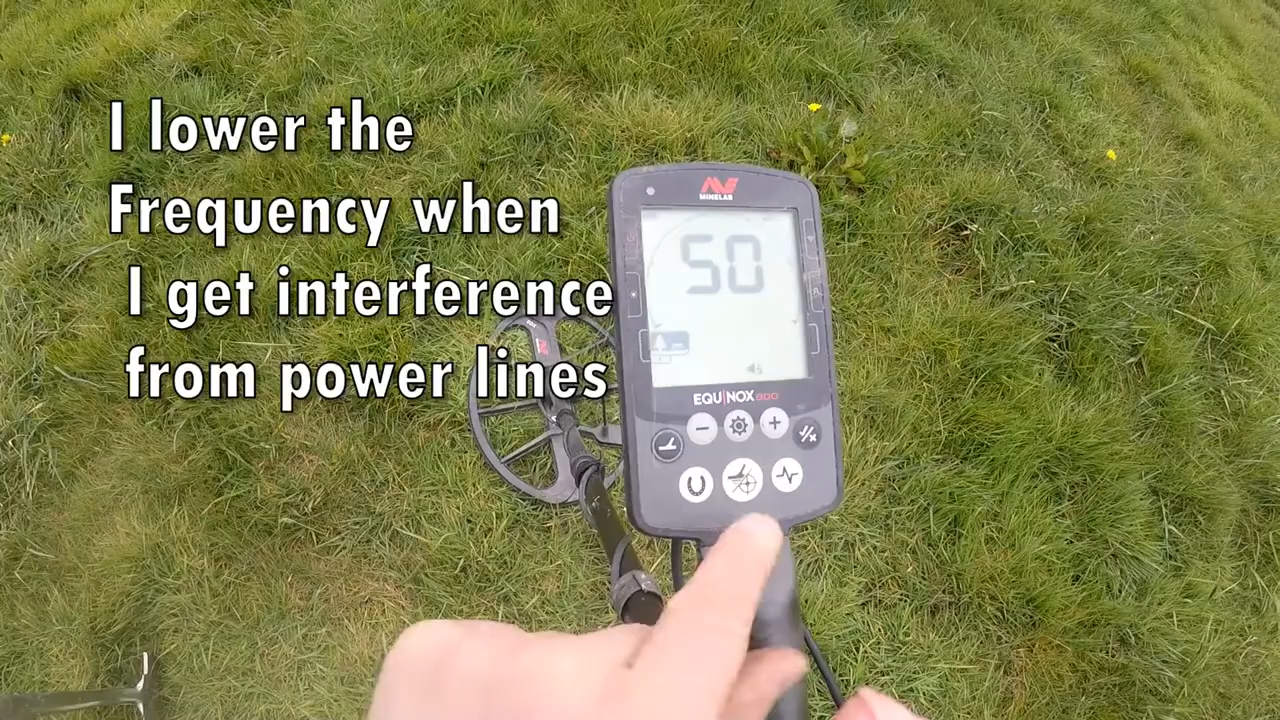 I lower the
Frequency when
I get interference
from power lines
MINELAB
50
EQU|NOX 800